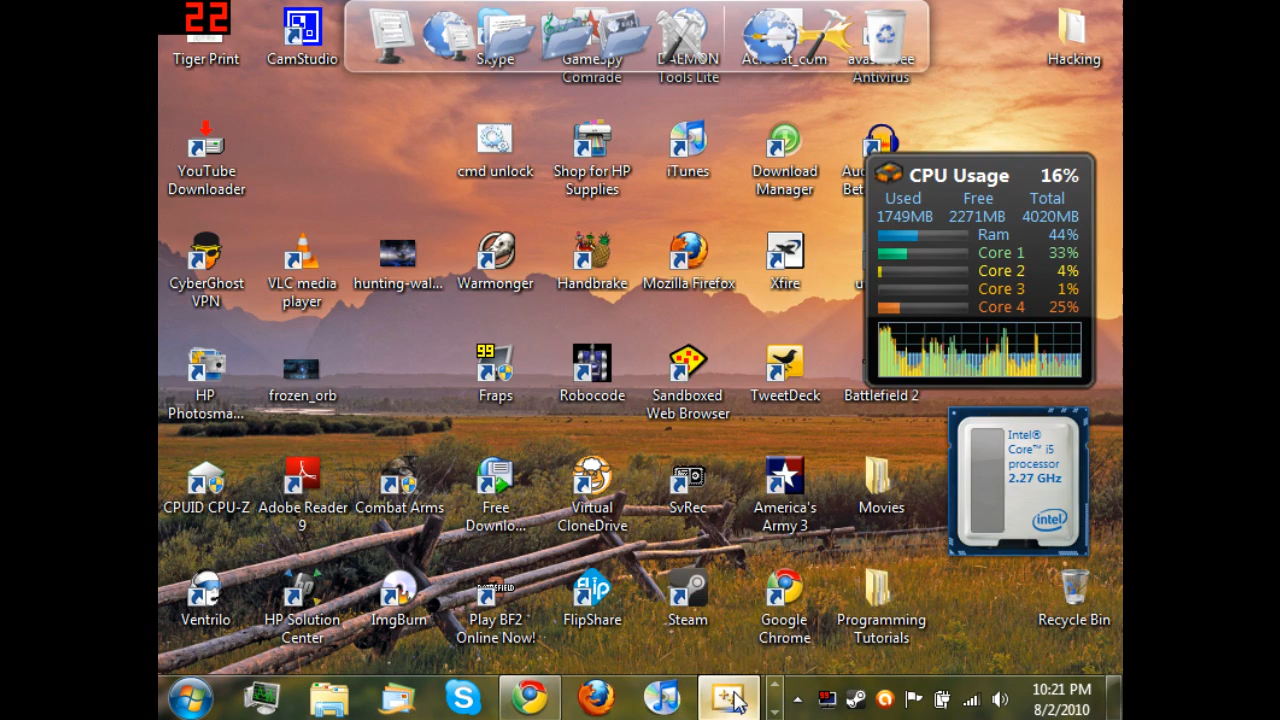 22
Tiger Print
CamStudio
Skype
GameSpy
Comrade
DAEMON
Tools Lite
Acrobat_com
avast! Free
Antivirus
Hacking
YouTube
Downloader
cmd unlock
Shop for HP
Supplies
iTunes
Download
Manager
CPU Usage 16%
Used Free Total
1749MB 2271MB 4020MB
Ram 44%
Core 1 33%
Core 2 4%
Core 3 1%
Core 4 25%
CyberGhost
VPN
VLC media
player
hunting-wal...
Warmonger
Handbrake
Mozilla Firefox
Xfire
HP
Photosma...
frozen_orb
99
Fraps
Robocode
Sandboxed
Web Browser
TweetDeck
Battlefield 2
Intel®
Core™ i5
processor
2.27 GHz
intel
CPUID CPU-Z
Adobe Reader
9
Combat Arms
Free
Downlo...
Virtual
CloneDrive
SvRec
America's
Army 3
Movies
Ventrilo
HP Solution
Center
ImgBurn
BATTLEFIELD
Play BF2
Online Now!
Flip
FlipShare
Steam
Google
Chrome
Programming
Tutorials
Recycle Bin
99
10:21 PM
8/2/2010